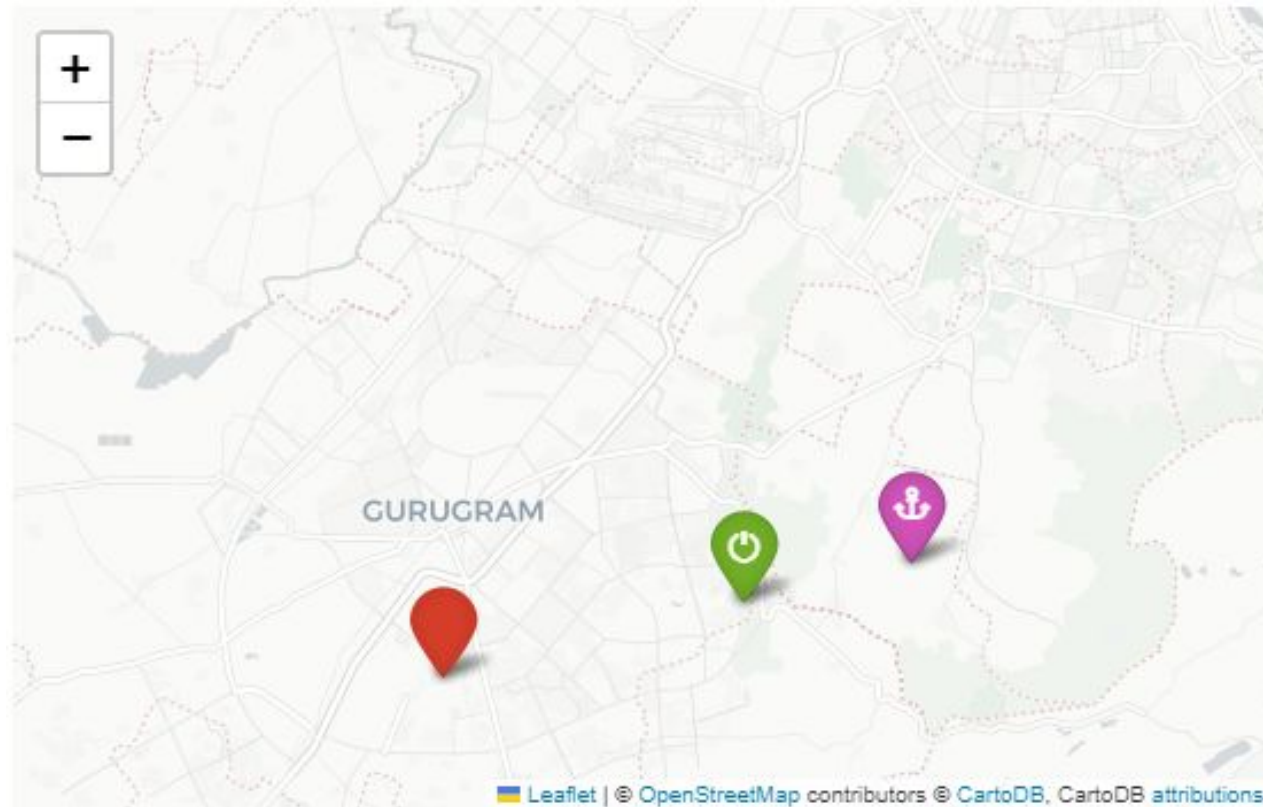 +
−
GURUGRAM
Leaflet | © OpenStreetMap contributors © CartoDB, CartoDB attributions